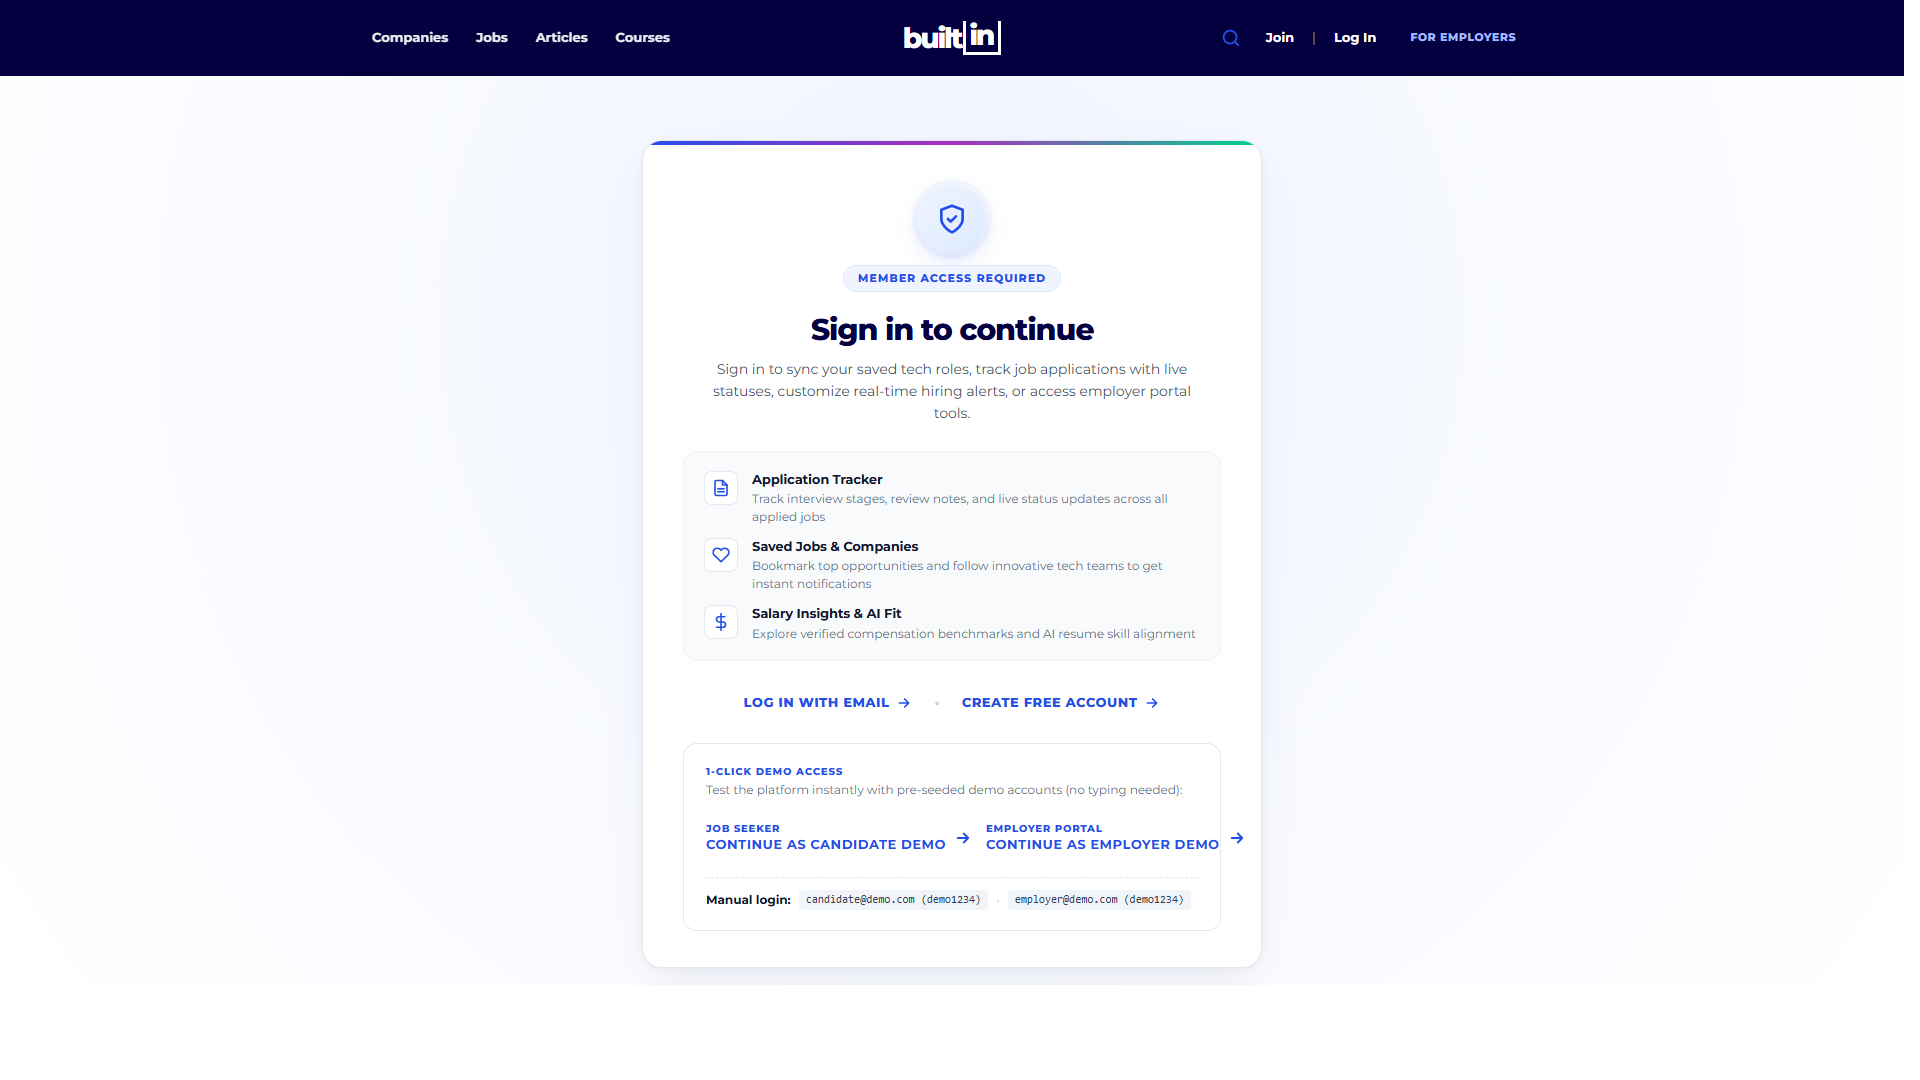 Companies
Jobs
Articles
Courses
built in
Join | Log In
FOR EMPLOYERS
MEMBER ACCESS REQUIRED
Sign in to continue
Sign in to sync your saved tech roles, track job applications with live
statuses, customize real-time hiring alerts, or access employer portal
tools.
Application Tracker
Track interview stages, review notes, and live status updates across all
applied jobs
Saved Jobs & Companies
Bookmark top opportunities and follow innovative tech teams to get
instant notifications
Salary Insights & AI Fit
Explore verified compensation benchmarks and AI resume skill alignment
LOG IN WITH EMAIL → • CREATE FREE ACCOUNT →
1-CLICK DEMO ACCESS
Test the platform instantly with pre-seeded demo accounts (no typing needed):
JOB SEEKER
CONTINUE AS CANDIDATE DEMO →
EMPLOYER PORTAL
CONTINUE AS EMPLOYER DEMO →
Manual login: candidate@demo.com (demo1234) · employer@demo.com (demo1234)